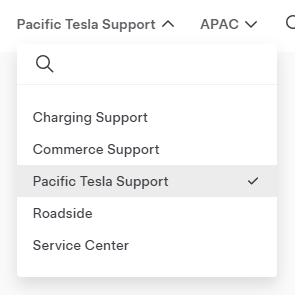 Pacific Tesla Support APAC
Charging Support
Commerce Support
Pacific Tesla Support
Roadside
Service Center